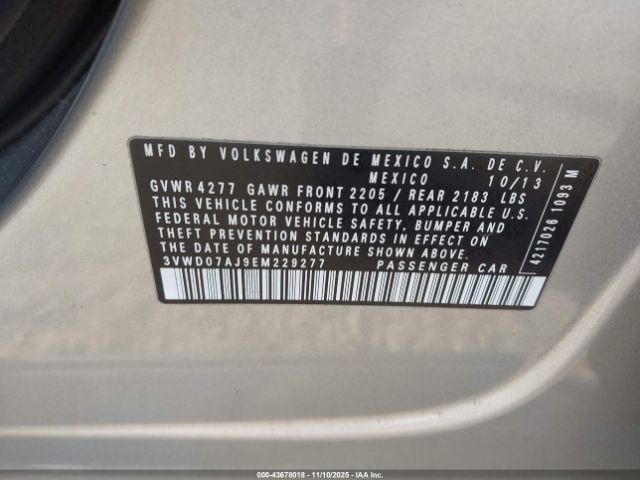 MFD BY VOLKSWAGEN DE MEXICO S.A. DE C.V.
MEXICO 10/13
GVWR 4277 GAWR FRONT 2205 / REAR 2183 LBS
THIS VEHICLE CONFORMS TO ALL APPLICABLE U.S.
FEDERAL MOTOR VEHICLE SAFETY, BUMPER AND
THEFT PREVENTION STANDARDS IN EFFECT ON
THE DATE OF MANUFACTURE SHOWN ABOVE.
3VWD07AJ9EM229277 PASSENGER CAR
4217026 1093 M
000-43678018 - 11/10/2025 - © IAA Inc.